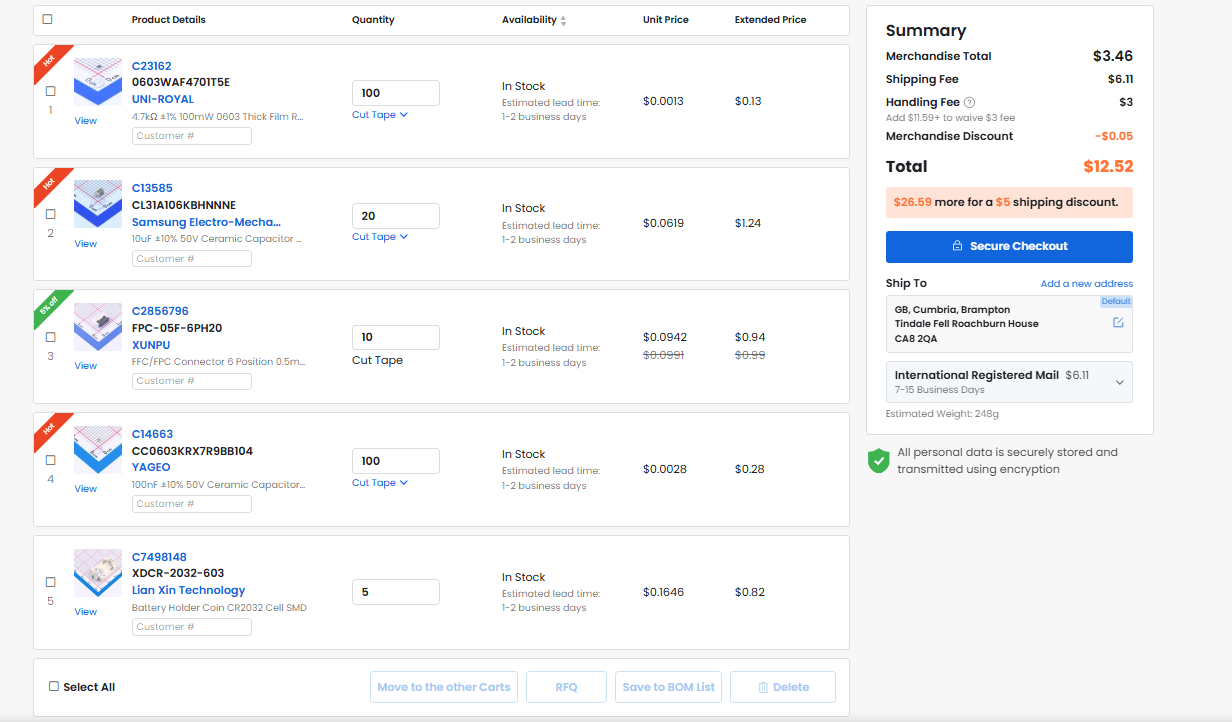 Product Details Quantity Availability Unit Price Extended Price
Hot
C23162
0603WAF4701T5E
UNI-ROYAL
4.7kΩ ±1% 100mW 0603 Thick Film R...
Customer #
1
View
100
Cut Tape
In Stock
Estimated lead time:
1-2 business days
$0.0013
$0.13
Hot
C13585
CL31A106KBHNNNE
Samsung Electro-Mecha...
10uF ±10% 50V Ceramic Capacitor ...
Customer #
2
View
20
Cut Tape
In Stock
Estimated lead time:
1-2 business days
$0.0619
$1.24
5% off
C2856796
FPC-05F-6PH20
XUNPU
FFC/FPC Connector 6 Position 0.5m...
Customer #
3
View
10
Cut Tape
In Stock
Estimated lead time:
1-2 business days
$0.0942
$0.0991
$0.94
$0.99
Hot
C14663
CC0603KRX7R9BB104
YAGEO
100nF ±10% 50V Ceramic Capacitor...
Customer #
4
View
100
Cut Tape
In Stock
Estimated lead time:
1-2 business days
$0.0028
$0.28
C7498148
XDCR-2032-603
Lian Xin Technology
Battery Holder Coin CR2032 Cell SMD
Customer #
5
View
5
In Stock
Estimated lead time:
1-2 business days
$0.1646
$0.82
Select All
Move to the other Carts
RFQ
Save to BOM List
Delete
Summary
Merchandise Total $3.46
Shipping Fee $6.11
Handling Fee ? $3
Add $11.59+ to waive $3 fee
Merchandise Discount -$0.05
Total $12.52
$26.59 more for a $5 shipping discount.
Secure Checkout
Ship To Add a new address
Default
GB, Cumbria, Brampton
Tindale Fell Roachburn House
CA8 2QA
International Registered Mail $6.11
7-15 Business Days
Estimated Weight: 248g
All personal data is securely stored and
transmitted using encryption